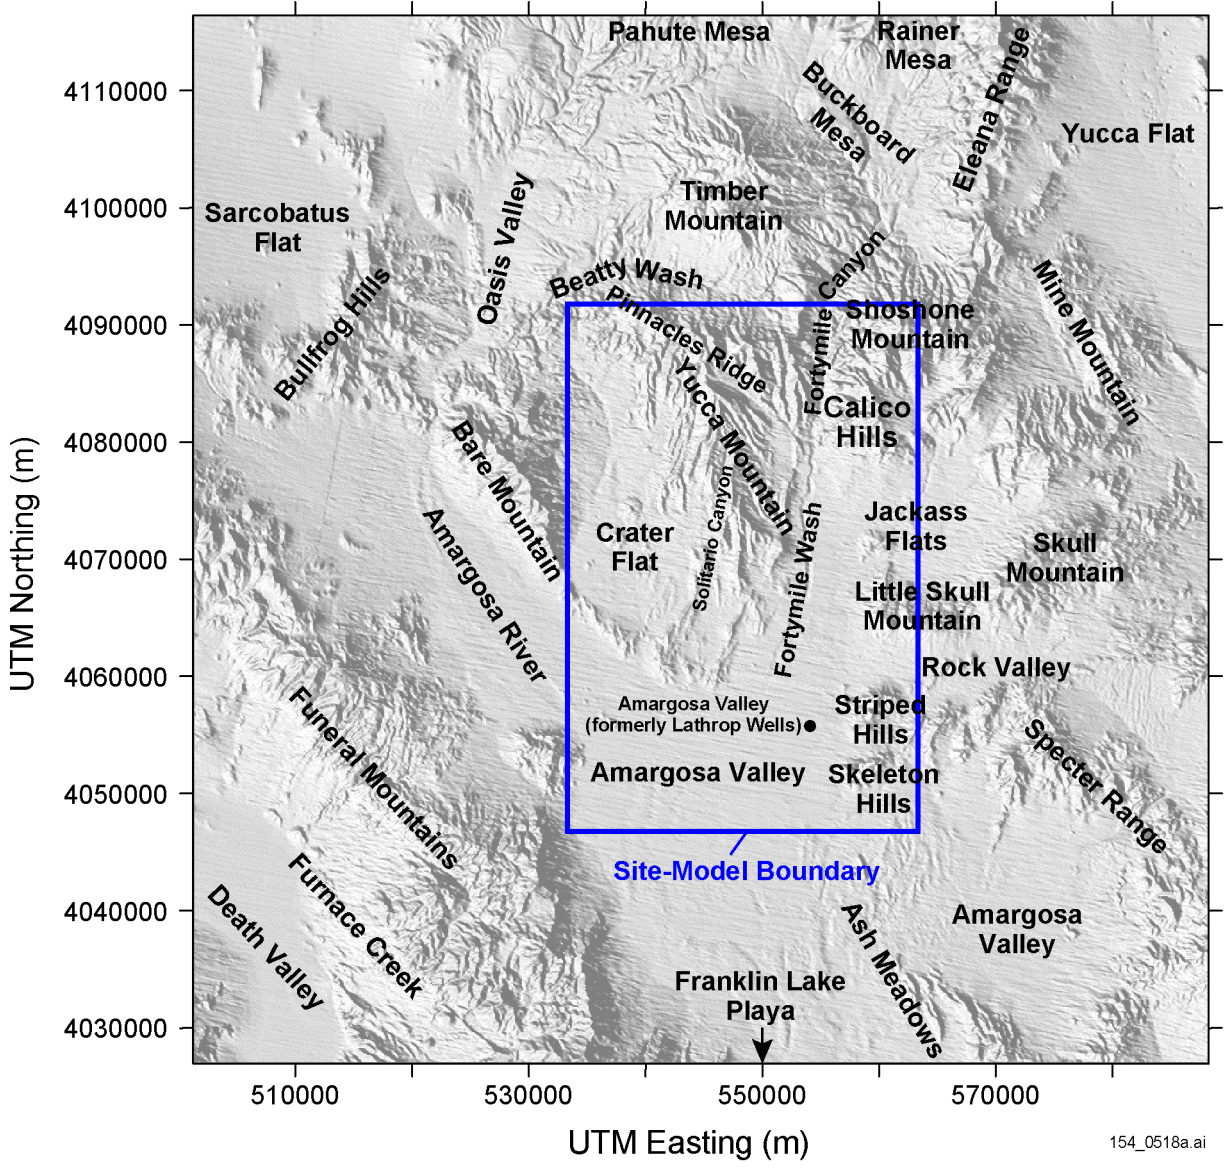 Pahute Mesa
Rainer
Mesa
Eleana Range
Buckboard
Mesa
Yucca Flat
4110000
Timber
Mountain
4100000
Sarcobatus
Flat
Oasis Valley
Beatty Wash
Fortymile Canyon
Mine Mountain
Bullfrog Hills
Pinnacles Ridge
Shoshone
Mountain
4090000
Yucca Mountain
Calico
Hills
4080000
Bare Mountain
Amargosa River
Crater
Flat
Solitario Canyon
Fortymile Wash
Jackass
Flats
Skull
Mountain
4070000
Little Skull
Mountain
UTM Northing (m)
Rock Valley
4060000
Funeral Mountains
Amargosa Valley
(formerly Lathrop Wells)
Striped
Hills
Specter Range
Amargosa Valley
Skeleton
Hills
4050000
Site-Model Boundary
Furnace Creek
Death Valley
Ash Meadows
Amargosa
Valley
4040000
Franklin Lake
Playa
4030000
510000
530000
550000
570000
UTM Easting (m)
154_0518a.ai